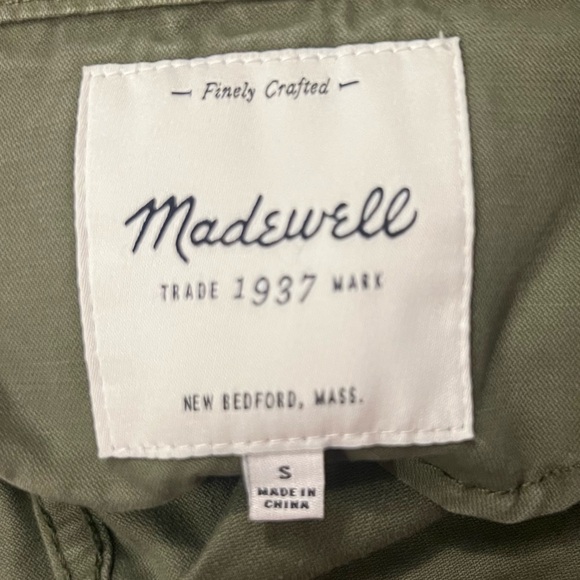 Finely Crafted
Madewell
TRADE 1937 MARK
NEW BEDFORD, MASS.
S
MADE IN
CHINA